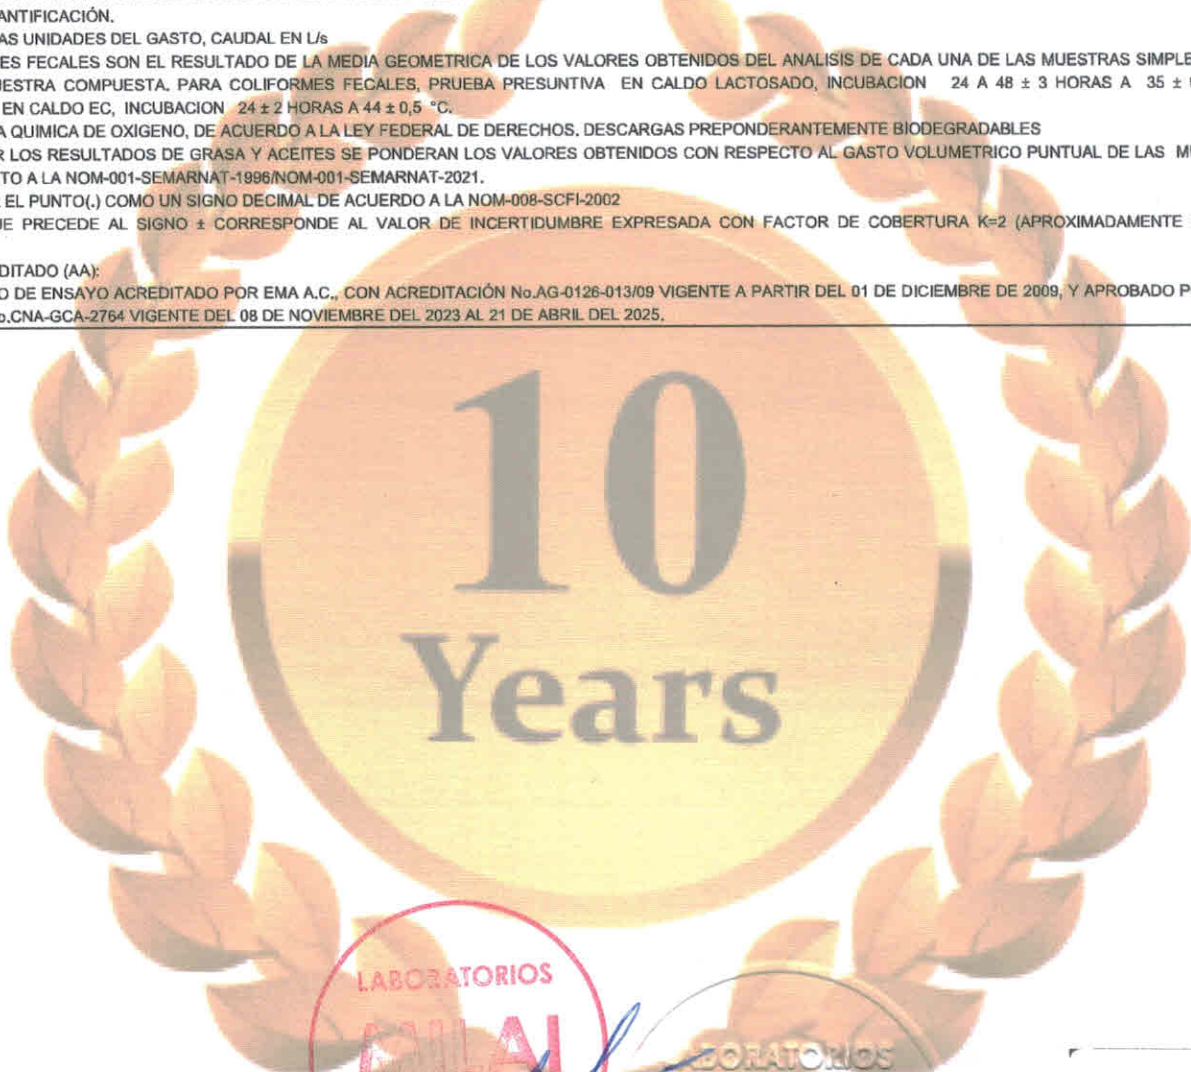 ANTIFICACIÓN.
AS UNIDADES DEL GASTO, CAUDAL EN L/s
ES FECALES SON EL RESULTADO DE LA MEDIA GEOMETRICA DE LOS VALORES OBTENIDOS DEL ANALISIS DE CADA UNA DE LAS MUESTRAS SIMPLE
ESTRA COMPUESTA. PARA COLIFORMES FECALES, PRUEBA PRESUNTIVA EN CALDO LACTOSADO, INCUBACION 24 A 48 ± 3 HORAS A 35 ±
EN CALDO EC, INCUBACION 24 ± 2 HORAS A 44 ± 0,5 °C.
A QUIMICA DE OXIGENO, DE ACUERDO A LA LEY FEDERAL DE DERECHOS. DESCARGAS PREPONDERANTEMENTE BIODEGRADABLES
R LOS RESULTADOS DE GRASA Y ACEITES SE PONDERAN LOS VALORES OBTENIDOS CON RESPECTO AL GASTO VOLUMETRICO PUNTUAL DE LAS M
TO A LA NOM-001-SEMARNAT-1996/NOM-001-SEMARNAT-2021.
EL PUNTO(.) COMO UN SIGNO DECIMAL DE ACUERDO A LA NOM-008-SCFI-2002
E PRECEDE AL SIGNO ± CORRESPONDE AL VALOR DE INCERTIDUMBRE EXPRESADA CON FACTOR DE COBERTURA K=2 (APROXIMADAMENTE
DITADO (AA):
O DE ENSAYO ACREDITADO POR EMA A.C., CON ACREDITACIÓN No.AG-0126-013/09 VIGENTE A PARTIR DEL 01 DE DICIEMBRE DE 2009, Y APROBADO P
o.CNA-GCA-2764 VIGENTE DEL 08 DE NOVIEMBRE DEL 2023 AL 21 DE ABRIL DEL 2025.
10
Years
LABORATORIOS
LABORATORIOS